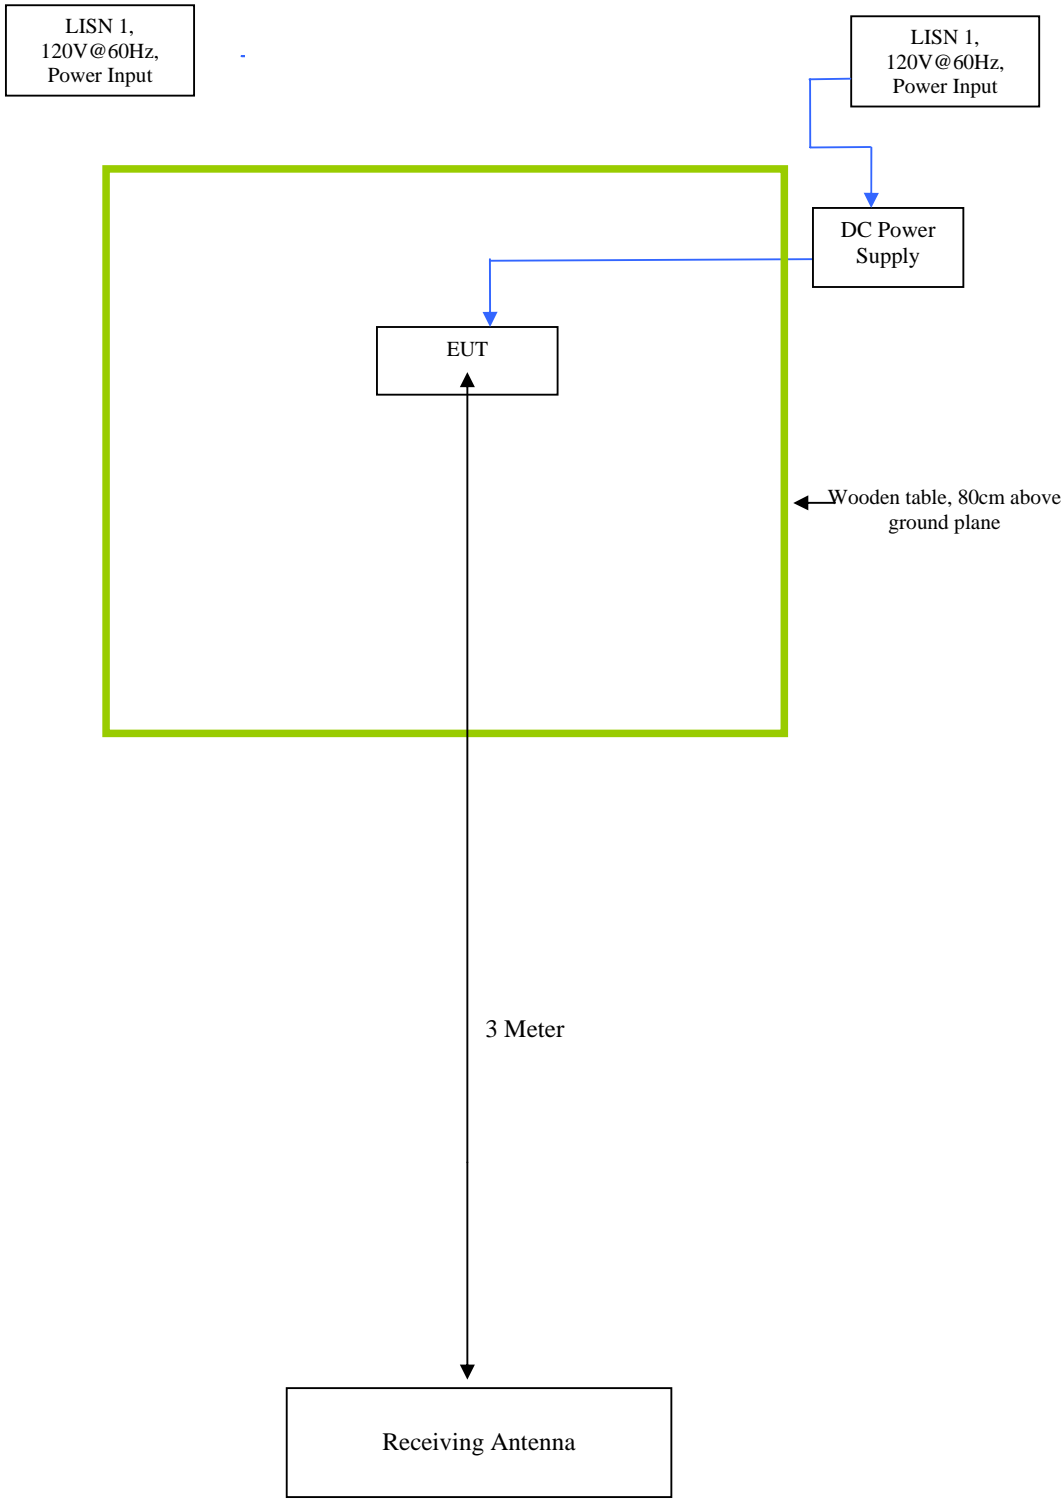 LISN 1,
120V@60Hz,
Power Input
LISN 1,
120V@60Hz,
Power Input
DC Power
Supply
EUT
Wooden table, 80cm above
ground plane
3 Meter
Receiving Antenna